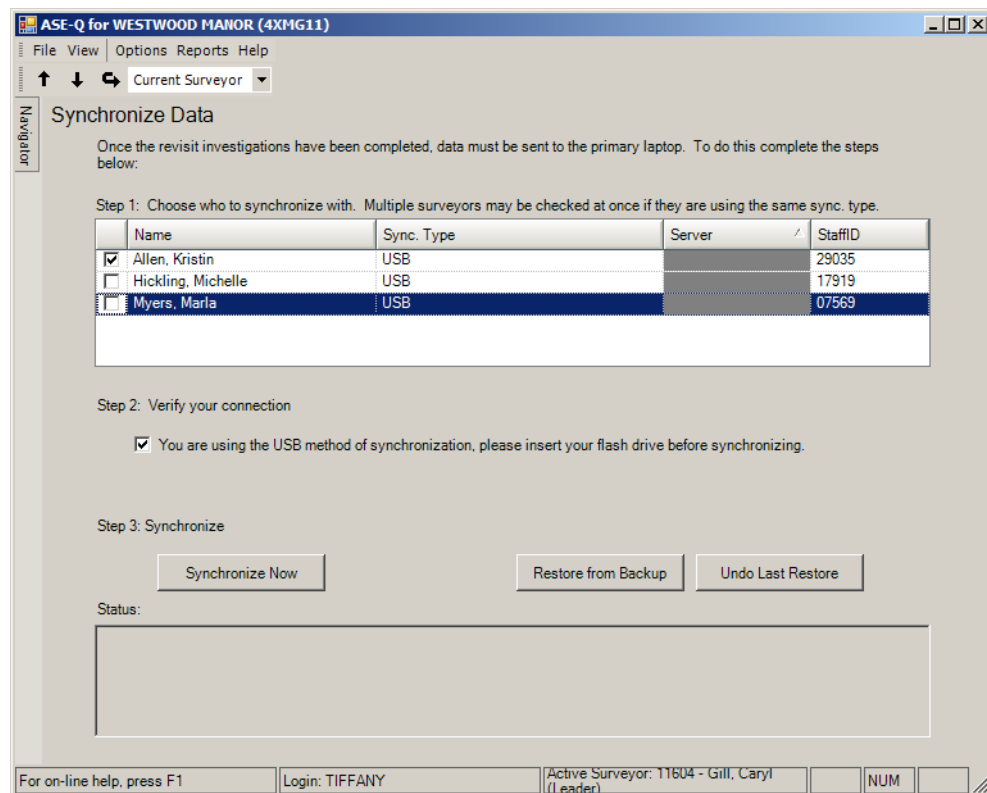 ASE-Q for WESTWOOD MANOR (4XMG11)
File View Options Reports Help
Current Surveyor
Navigator
Synchronize Data
Once the revisit investigations have been completed, data must be sent to the primary laptop. To do this complete the steps
below:
Step 1: Choose who to synchronize with. Multiple surveyors may be checked at once if they are using the same sync. type.
Name Sync. Type Server StaffID
Allen, Kristin USB 29035
Hickling, Michelle USB 17919
Myers, Marla USB 07569
Step 2: Verify your connection
You are using the USB method of synchronization, please insert your flash drive before synchronizing.
Step 3: Synchronize
Synchronize Now Restore from Backup Undo Last Restore
Status:
For on-line help, press F1 Login: TIFFANY Active Surveyor: 11604 - Gill, Caryl
(Leader) NUM